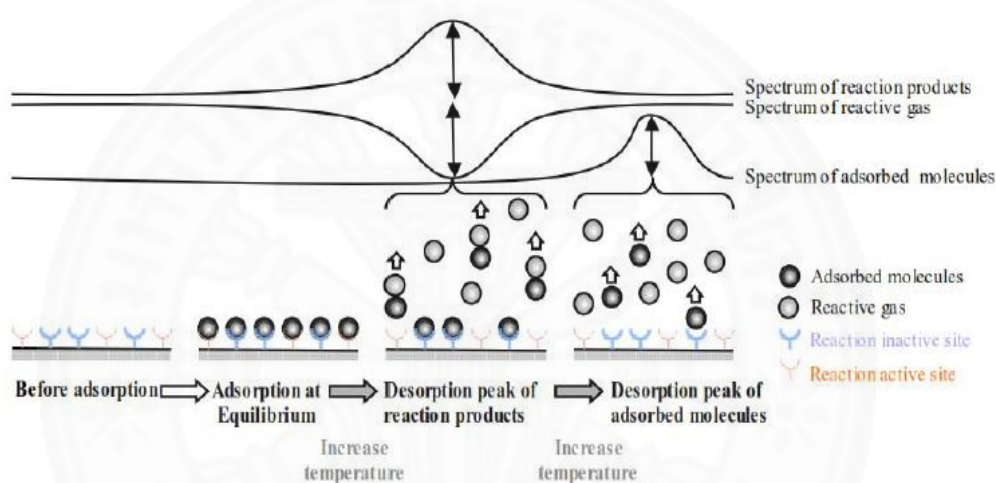 Spectrum of reaction products
Spectrum of reactive gas
Spectrum of adsorbed molecules
Adsorbed molecules
Reactive gas
Reaction inactive site
Reaction active site
Before adsorption
Adsorption at
Equilibrium
Desorption peak of
reaction products
Desorption peak of
adsorbed molecules
Increase
temperature
Increase
temperature